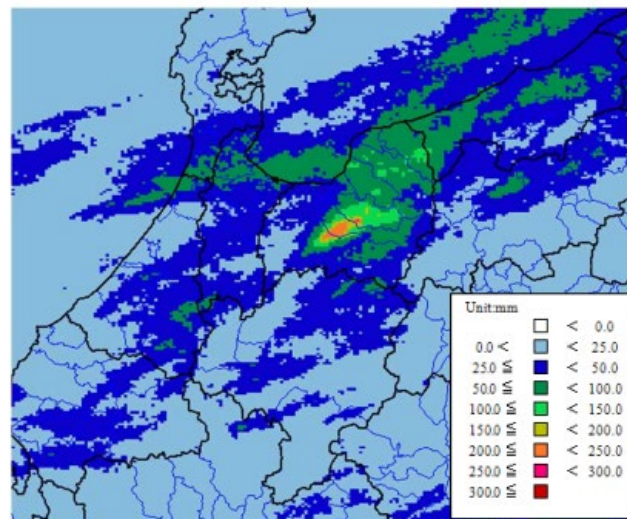 Unit:mm
< 0.0
0.0 < < 25.0
25.0 ≦ < 50.0
50.0 ≦ < 100.0
100.0 ≦ < 150.0
150.0 ≦ < 200.0
200.0 ≦ < 250.0
250.0 ≦ < 300.0
300.0 ≦